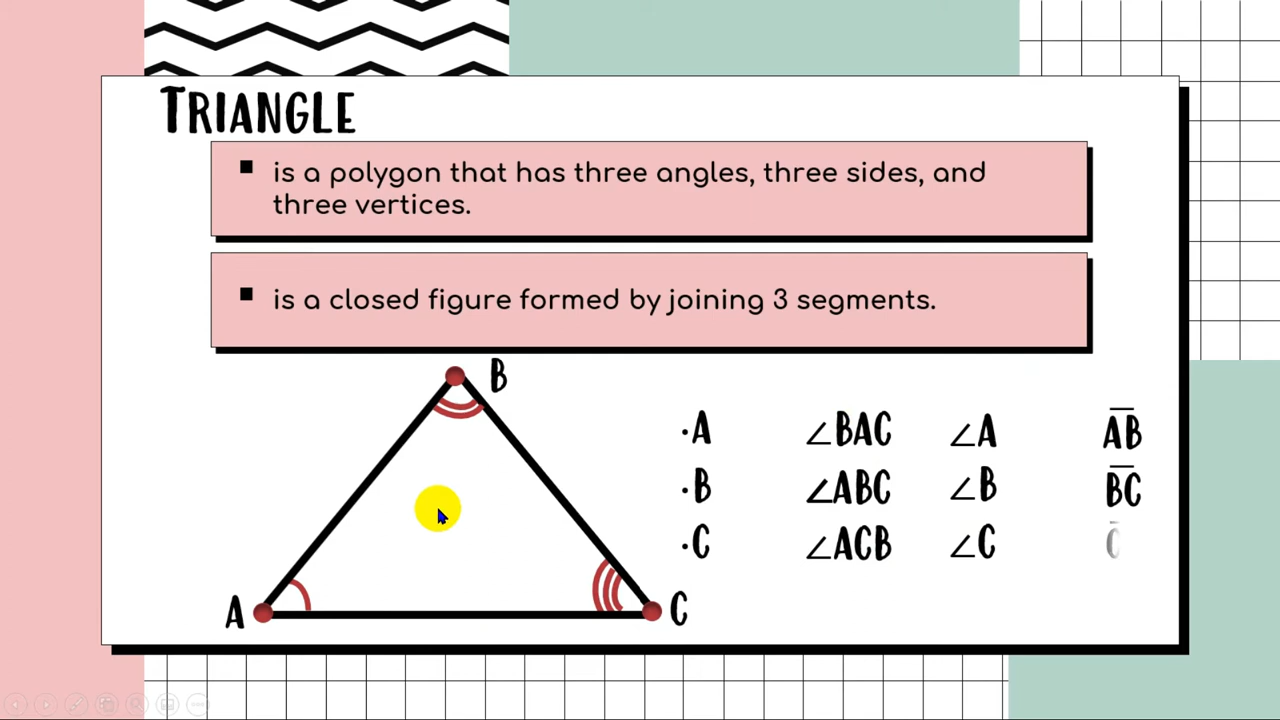 TRIANGLE
▪ is a polygon that has three angles, three sides, and
three vertices.
▪ is a closed figure formed by joining 3 segments.
B
A
C
·A ∠BAC ∠A A̅B̅
·B ∠ABC ∠B B̅C̅
·C ∠ACB ∠C C̅